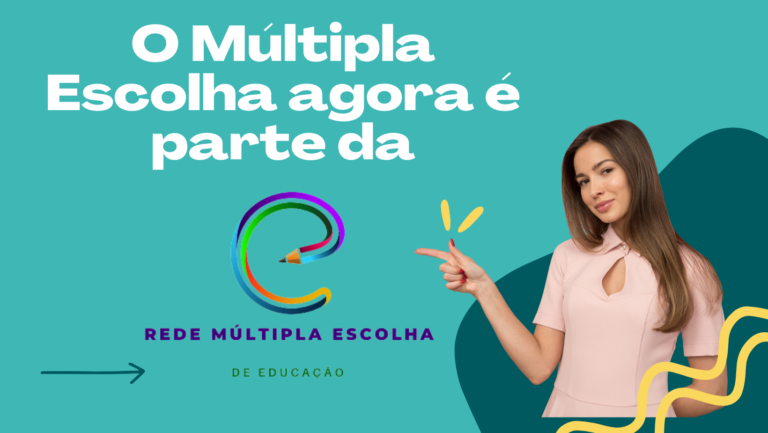 O Múltipla
Escolha agora é
parte da
REDE MÚLTIPLA ESCOLHA
DE EDUCAÇÃO